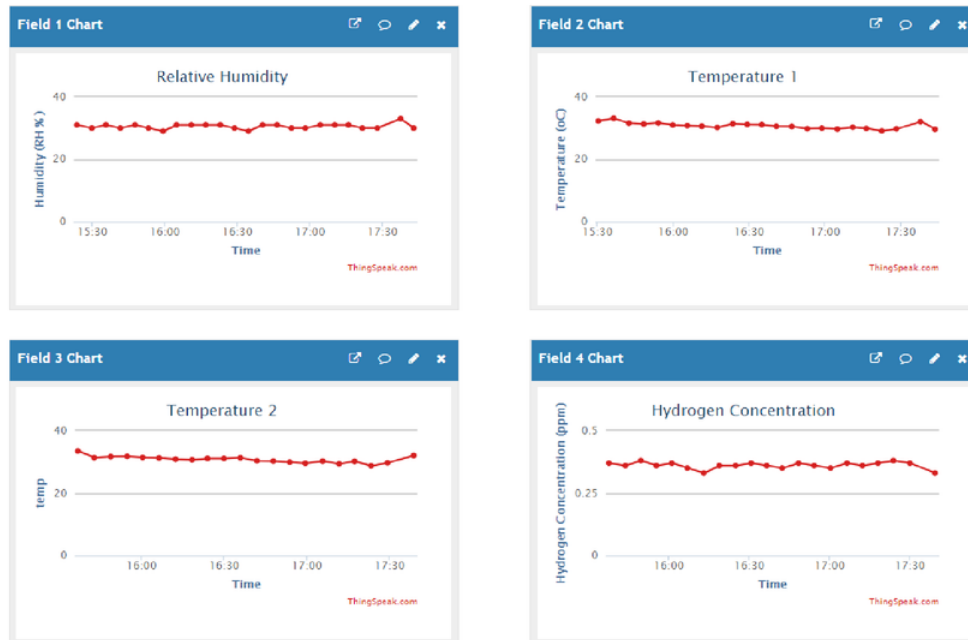 Field 1 Chart
Relative Humidity
Humidity (RH %)
40
20
0
15:30 16:00 16:30 17:00 17:30
Time
ThingSpeak.com
Field 2 Chart
Temperature 1
Temperature (oC)
40
20
0
15:30 16:00 16:30 17:00 17:30
Time
ThingSpeak.com
Field 3 Chart
Temperature 2
temp
40
20
0
16:00 16:30 17:00 17:30
Time
ThingSpeak.com
Field 4 Chart
Hydrogen Concentration
Hydrogen Concentration (ppm)
0.5
0.25
0
16:00 16:30 17:00 17:30
Time
ThingSpeak.com